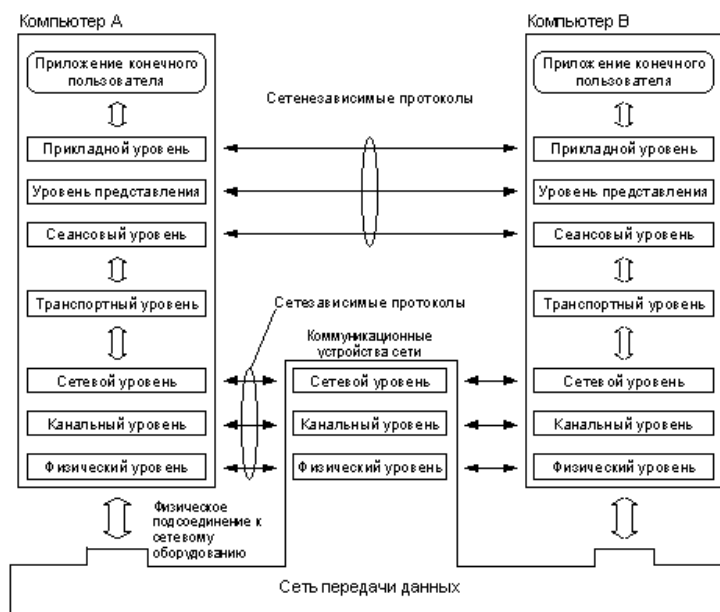 Компьютер A
Компьютер B
Приложение конечного
пользователя
Приложение конечного
пользователя
Сетенезависимые протоколы
Прикладной уровень
Прикладной уровень
Уровень представления
Уровень представления
Сеансовый уровень
Сеансовый уровень
Транспортный уровень
Транспортный уровень
Сетезависимые протоколы
Коммуникационные
устройства сети
Сетевой уровень
Сетевой уровень
Сетевой уровень
Канальный уровень
Канальный уровень
Канальный уровень
Физический уровень
Физический уровень
Физический уровень
Физическое
подсоединение к
сетевому
оборудованию
Сеть передачи данных